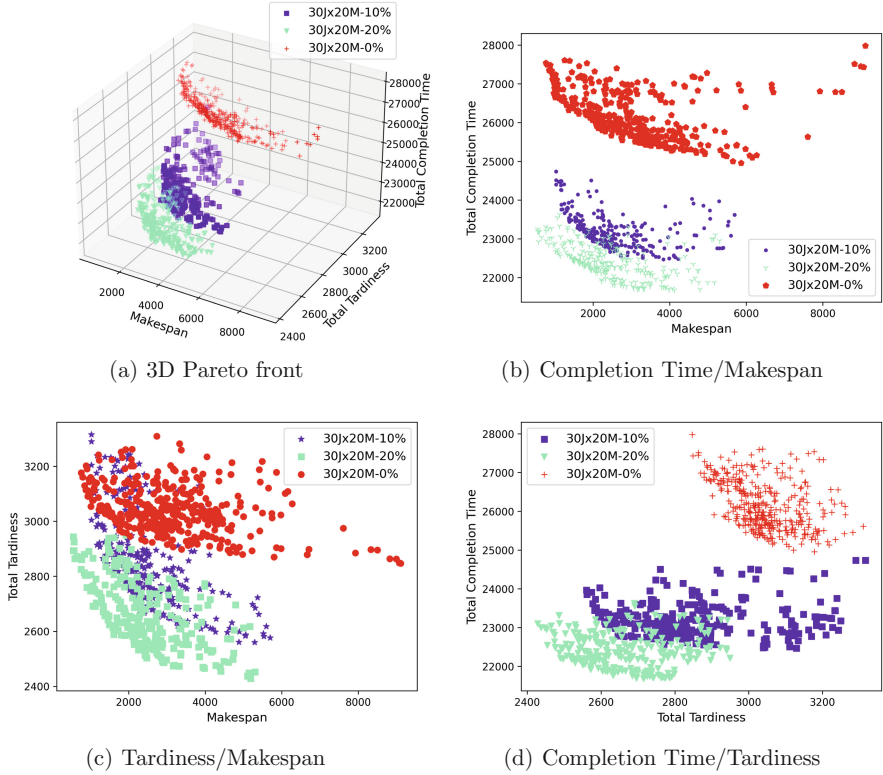 30Jx20M-10%
30Jx20M-20%
30Jx20M-0%
28000
27000
26000
25000
24000
23000
22000
Total Completion Time
2000
4000
6000
8000
Makespan
2400
2600
2800
3000
3200
Total Tardiness
(a) 3D Pareto front
28000
27000
26000
25000
24000
23000
22000
Total Completion Time
30Jx20M-10%
30Jx20M-20%
30Jx20M-0%
2000
4000
6000
8000
Makespan
(b) Completion Time/Makespan
30Jx20M-10%
30Jx20M-20%
30Jx20M-0%
3200
3000
2800
2600
2400
Total Tardiness
2000
4000
6000
8000
Makespan
(c) Tardiness/Makespan
30Jx20M-10%
30Jx20M-20%
30Jx20M-0%
28000
27000
26000
25000
24000
23000
22000
Total Completion Time
2400
2600
2800
3000
3200
Total Tardiness
(d) Completion Time/Tardiness